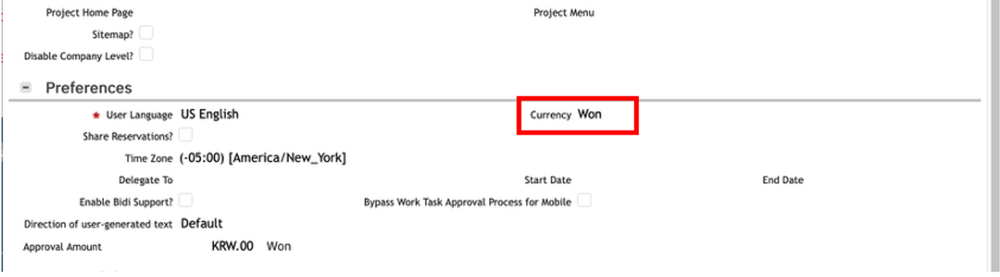 Project Home Page Project Menu
Sitemap?
Disable Company Level?
Preferences
* User Language US English Currency Won
Share Reservations?
Time Zone (-05:00) [America/New_York]
Delegate To Start Date End Date
Enable Bidi Support? Bypass Work Task Approval Process for Mobile
Direction of user-generated text Default
Approval Amount KRW.00 Won